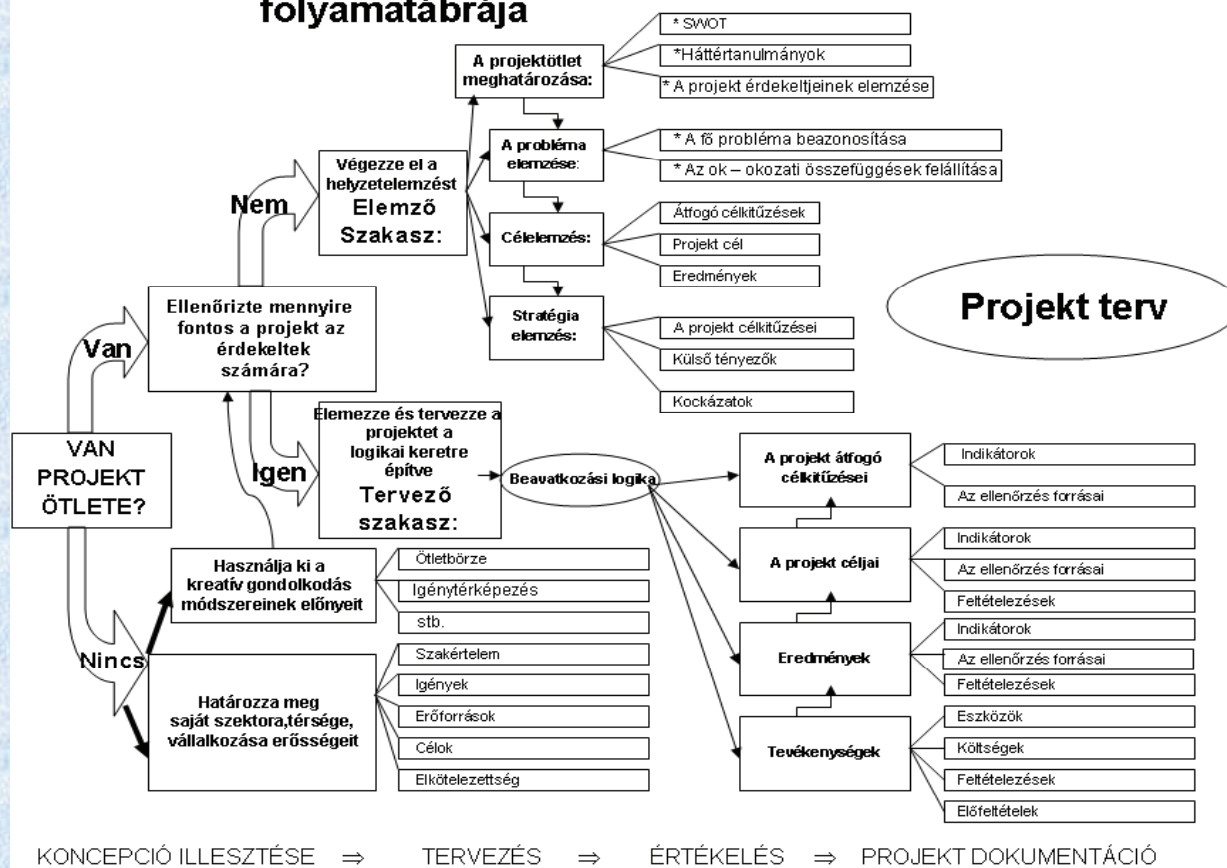 folyamatábrája
VAN
PROJEKT
ÖTLETE?
Van
Nincs
Ellenőrizte mennyire
fontos a projekt az
érdekeltek
számára?
Nem
Igen
Végezze el a
helyzetelemzést
Elemző
Szakasz:
A projektötlet
meghatározása:
* SWOT
*Háttértanulmányok
* A projekt érdekeltjeinek elemzése
A probléma
elemzése:
* A fő probléma beazonosítása
* Az ok – okozati összefüggések felállítása
Célelemzés:
Átfogó célkitűzések
Projekt cél
Eredmények
Stratégia
elemzés:
A projekt célkitűzései
Külső tényezők
Kockázatok
Projekt terv
Elemezze és tervezze a
projektet a
logikai keretre
építve
Tervező
szakasz:
Beavatkozási logika
A projekt átfogó
célkitűzései
Indikátorok
Az ellenőrzés forrásai
A projekt céljai
Indikátorok
Az ellenőrzés forrásai
Feltételezések
Eredmények
Indikátorok
Az ellenőrzés forrásai
Feltételezések
Tevékenységek
Eszközök
Költségek
Feltételezések
Előfeltételek
Használja ki a
kreatív gondolkodás
módszereinek előnyeit
Ötletbörze
Igénytérképezés
stb.
Határozza meg
saját szektora,térsége,
vállalkozása erősségeit
Szakértelem
Igények
Erőforrások
Célok
Elkötelezettség
KONCEPCIÓ ILLESZTÉSE ⇒ TERVEZÉS ⇒ ÉRTÉKELÉS ⇒ PROJEKT DOKUMENTÁCIÓ